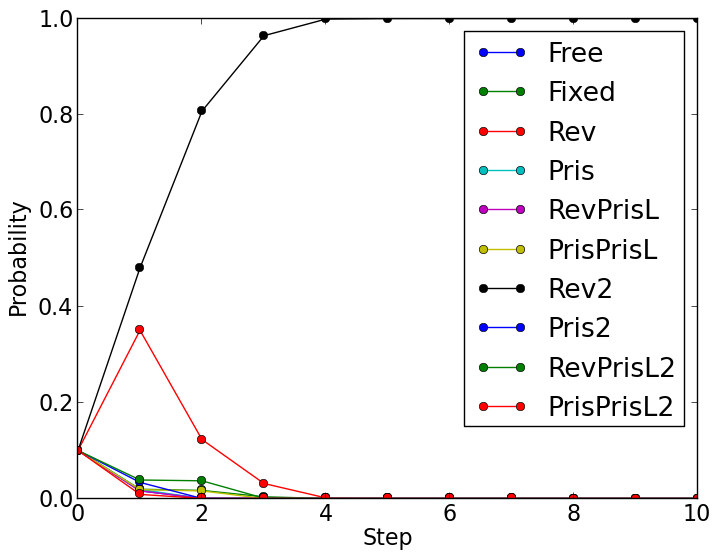 1.0
0.8
0.6
0.4
0.2
0.0
Probability
0 2 4 6 8 10
Step
Free
Fixed
Rev
Pris
RevPrisL
PrisPrisL
Rev2
Pris2
RevPrisL2
PrisPrisL2